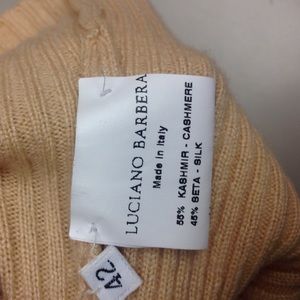 LUCIANO BARBERA
Made in Italy
55% KASHMIR - CASHMERE
45% SETA - SILK
42